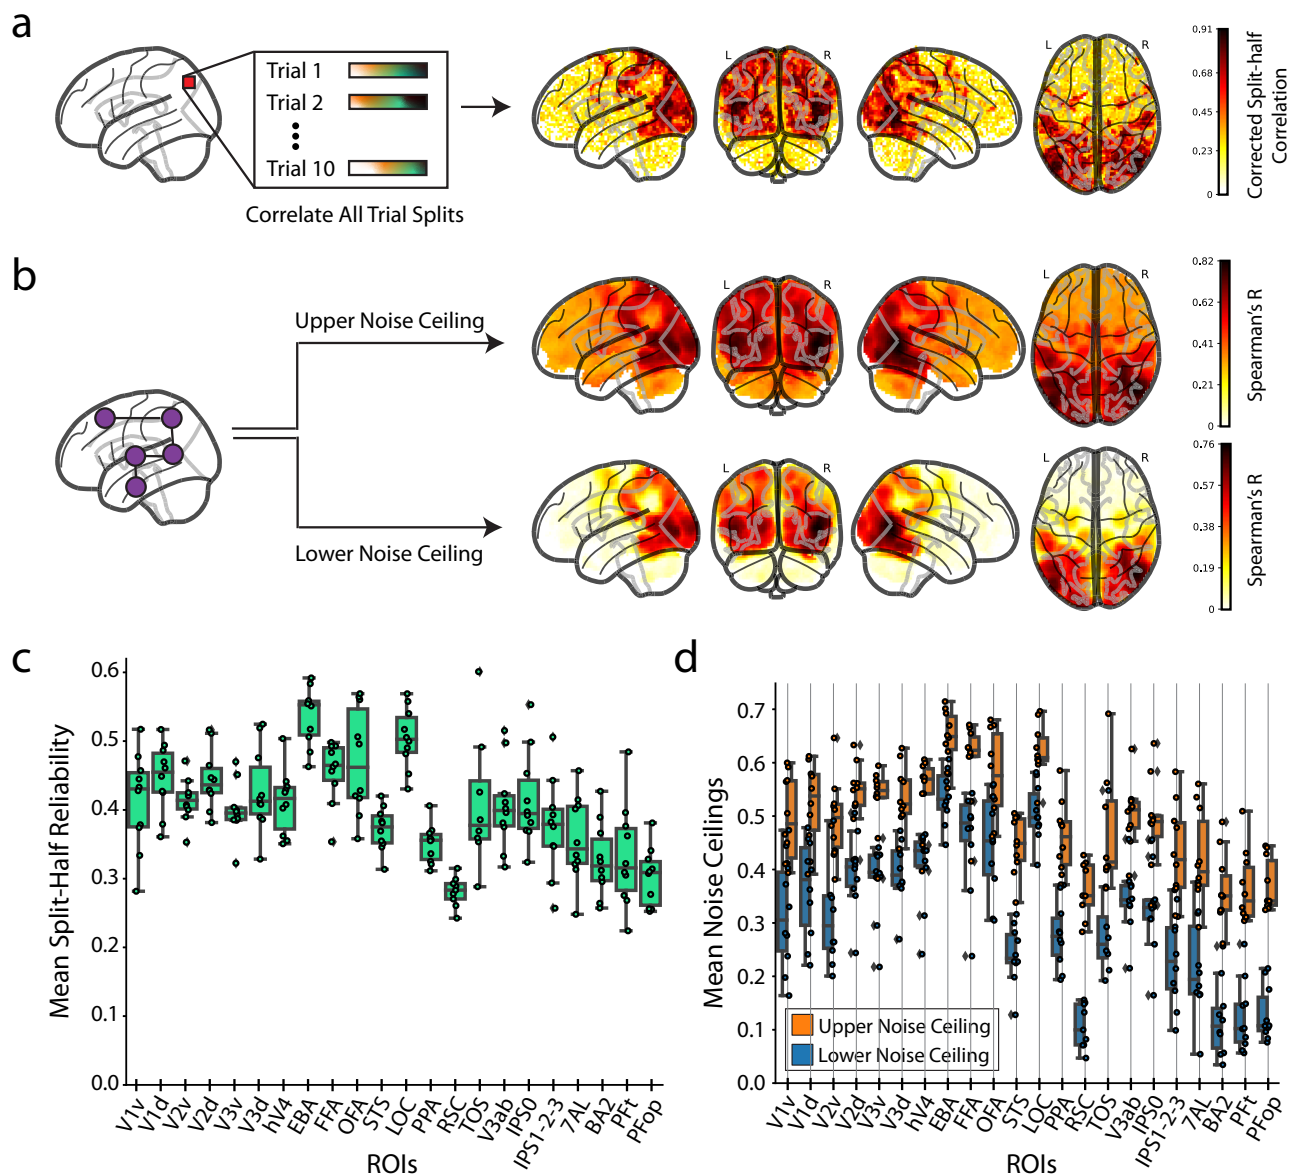 a
Trial 1
Trial 2
Trial 10
Correlate All Trial Splits
L
R
L
R
0.91
0.68
0.45
0.23
0
Corrected Split-half
Correlation
b
Upper Noise Ceiling
Lower Noise Ceiling
L
R
L
R
0.82
0.62
0.41
0.21
0
Spearman's R
L
R
L
R
0.76
0.57
0.38
0.19
0
Spearman's R
c
Mean Split-Half Reliability
0.6
0.5
0.4
0.3
0.2
0.1
0.0
V1v
V1d
V2v
V2d
V3v
V3d
hV4
EBA
FFA
OFA
STS
LOC
PPA
RSC
TOS
V3ab
IPS0
IPS1-2-3
7AL
BA2
PFt
PFop
ROIs
d
Mean Noise Ceilings
0.7
0.6
0.5
0.4
0.3
0.2
0.1
0.0
Upper Noise Ceiling
Lower Noise Ceiling
V1v
V1d
V2v
V2d
V3v
V3d
hV4
EBA
FFA
OFA
STS
LOC
PPA
RSC
TOS
V3ab
IPS0
IPS1-2-3
7AL
BA2
PFt
PFop
ROIs